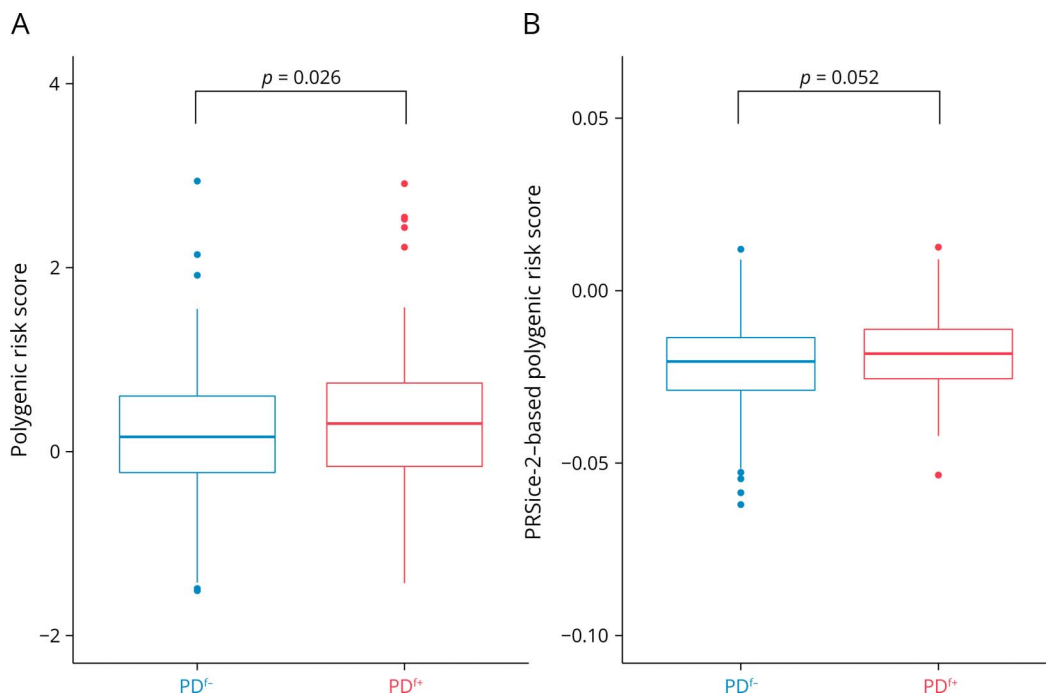 A
B
p = 0.026
p = 0.052
4
2
0
−2
Polygenic risk score
0.05
0.00
−0.05
−0.10
PRSice-2–based polygenic risk score
PDᶠ⁻
PDᶠ⁺
PDᶠ⁻
PDᶠ⁺